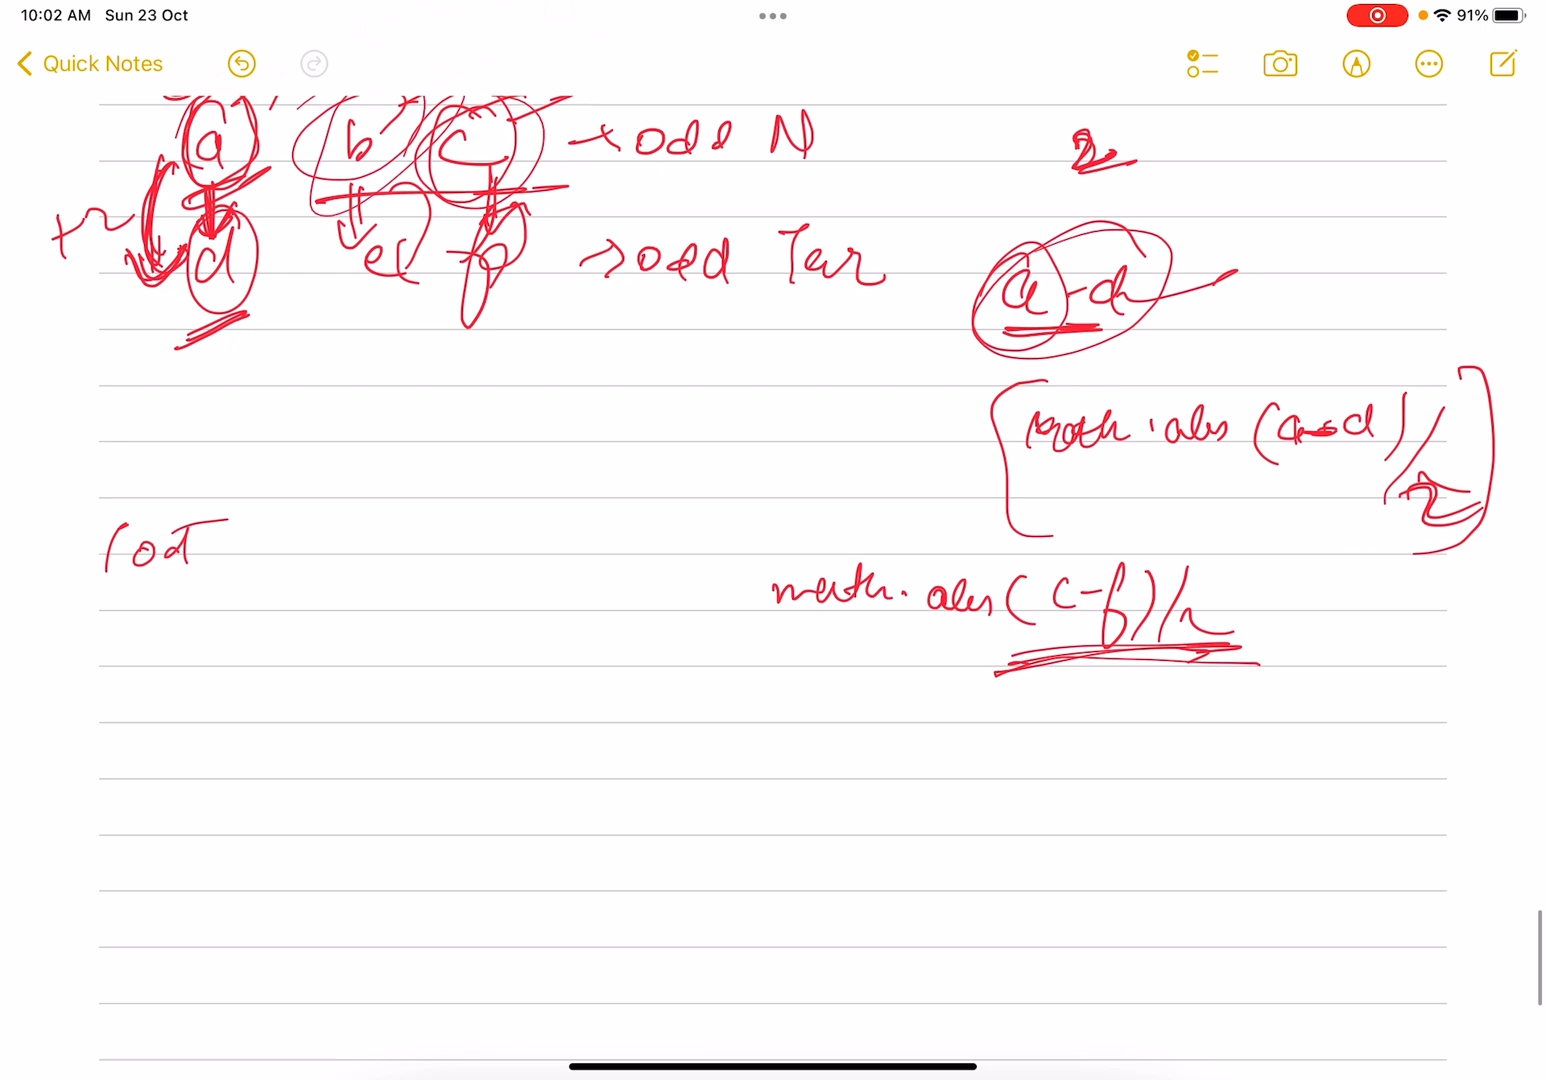 10:02 AM Sun 23 Oct
91%
Quick Notes
a b c → odd N
2
+2
d e f → odd Tar
a - d
Math.abs (a-d) / 2
math.abs (c-f) / 2